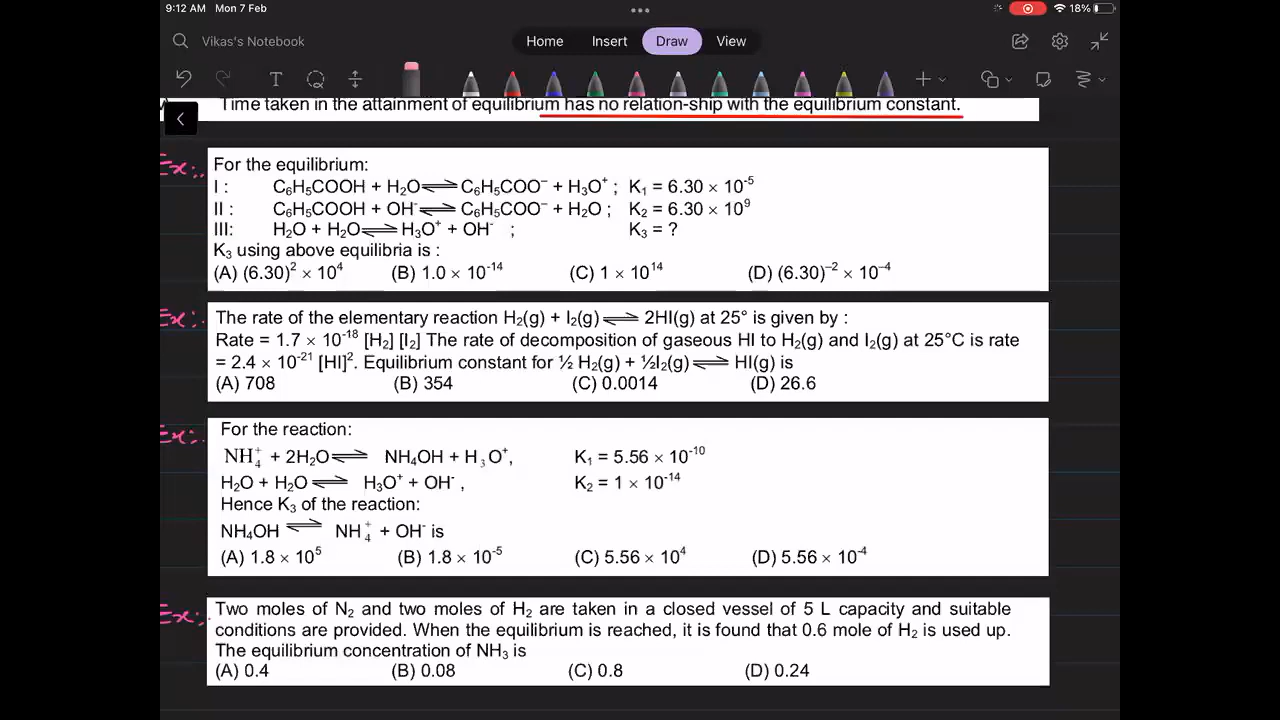 9:12 AM Mon 7 Feb
18%
Vikas's Notebook
Home Insert Draw View
Time taken in the attainment of equilibrium has no relation-ship with the equilibrium constant.
Ex:.
For the equilibrium:
I : C₆H₅COOH + H₂O ⇌ C₆H₅COO⁻ + H₃O⁺ ; K₁ = 6.30 × 10⁻⁵
II : C₆H₅COOH + OH⁻ ⇌ C₆H₅COO⁻ + H₂O ; K₂ = 6.30 × 10⁹
III: H₂O + H₂O ⇌ H₃O⁺ + OH⁻ ; K₃ = ?
K₃ using above equilibria is :
(A) (6.30)² × 10⁴ (B) 1.0 × 10⁻¹⁴ (C) 1 × 10¹⁴ (D) (6.30)⁻² × 10⁻⁴
Ex:.
The rate of the elementary reaction H₂(g) + I₂(g) ⇌ 2HI(g) at 25° is given by :
Rate = 1.7 × 10⁻¹⁸ [H₂] [I₂] The rate of decomposition of gaseous HI to H₂(g) and I₂(g) at 25°C is rate
= 2.4 × 10⁻²¹ [HI]². Equilibrium constant for ½ H₂(g) + ½I₂(g) ⇌ HI(g) is
(A) 708 (B) 354 (C) 0.0014 (D) 26.6
Ex:.
For the reaction:
NH₄⁺ + 2H₂O ⇌ NH₄OH + H₃O⁺, K₁ = 5.56 × 10⁻¹⁰
H₂O + H₂O ⇌ H₃O⁺ + OH⁻ , K₂ = 1 × 10⁻¹⁴
Hence K₃ of the reaction:
NH₄OH ⇌ NH₄⁺ + OH⁻ is
(A) 1.8 × 10⁵ (B) 1.8 × 10⁻⁵ (C) 5.56 × 10⁴ (D) 5.56 × 10⁻⁴
Ex:.
Two moles of N₂ and two moles of H₂ are taken in a closed vessel of 5 L capacity and suitable
conditions are provided. When the equilibrium is reached, it is found that 0.6 mole of H₂ is used up.
The equilibrium concentration of NH₃ is
(A) 0.4 (B) 0.08 (C) 0.8 (D) 0.24